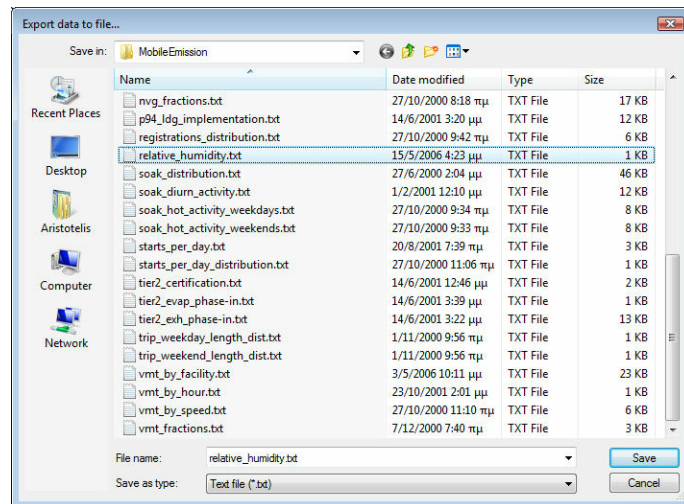 Export data to file...
Save in: MobileEmission
Name Date modified Type Size
nvg_fractions.txt 27/10/2000 8:18 πμ TXT File 17 KB
p94_ldg_implementation.txt 14/6/2001 3:20 μμ TXT File 12 KB
registrations_distribution.txt 27/10/2000 9:42 πμ TXT File 6 KB
relative_humidity.txt 15/5/2006 4:23 μμ TXT File 1 KB
soak_distribution.txt 27/6/2000 2:04 μμ TXT File 46 KB
soak_diurn_activity.txt 1/2/2001 12:10 μμ TXT File 12 KB
soak_hot_activity_weekdays.txt 27/10/2000 9:34 πμ TXT File 8 KB
soak_hot_activity_weekends.txt 27/10/2000 9:33 πμ TXT File 8 KB
starts_per_day.txt 20/8/2001 7:39 πμ TXT File 3 KB
starts_per_day_distribution.txt 27/10/2000 11:06 πμ TXT File 1 KB
tier2_certification.txt 14/6/2001 12:46 μμ TXT File 2 KB
tier2_evap_phase-in.txt 14/6/2001 3:39 μμ TXT File 1 KB
tier2_exh_phase-in.txt 14/6/2001 3:22 μμ TXT File 13 KB
trip_weekday_length_dist.txt 1/11/2000 9:56 πμ TXT File 1 KB
trip_weekend_length_dist.txt 1/11/2000 9:56 πμ TXT File 1 KB
vmt_by_facility.txt 3/5/2006 10:11 μμ TXT File 23 KB
vmt_by_hour.txt 23/10/2001 2:01 μμ TXT File 1 KB
vmt_by_speed.txt 27/10/2000 11:10 πμ TXT File 6 KB
vmt_fractions.txt 7/12/2000 7:40 πμ TXT File 3 KB
Recent Places
Desktop
Aristotelis
Computer
Network
File name: relative_humidity.txt Save
Save as type: Text file (*.txt) Cancel